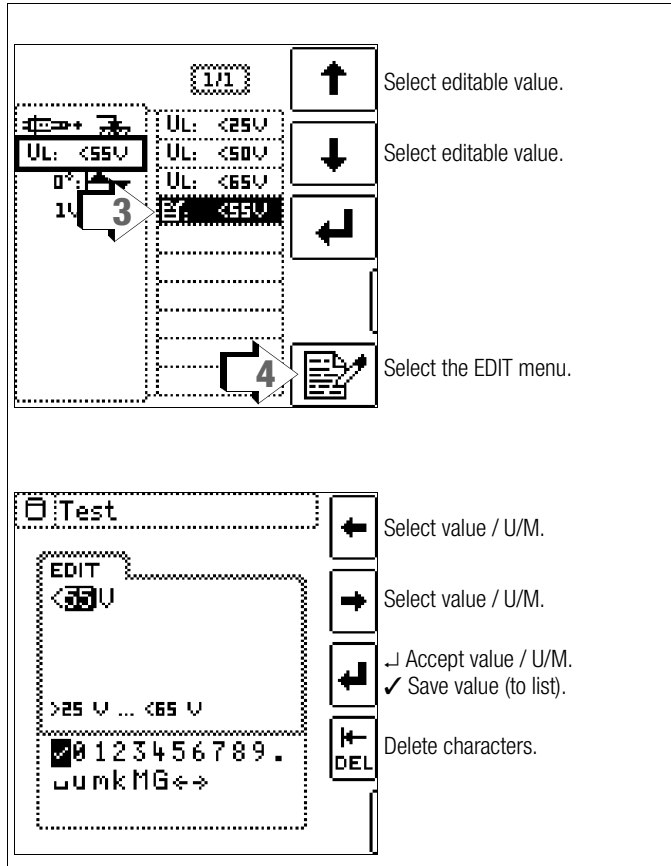 1/1
Select editable value.
UL: <25V
UL: <55V
UL: <50V
Select editable value.
0°:
UL: <65V
1V
3
<55V
4
Select the EDIT menu.
Test
Select value / U/M.
EDIT
<55V
Select value / U/M.
↵ Accept value / U/M.
✓ Save value (to list).
>25 V ... <65 V
✓0123456789.
␣umkMG←→
DEL
Delete characters.